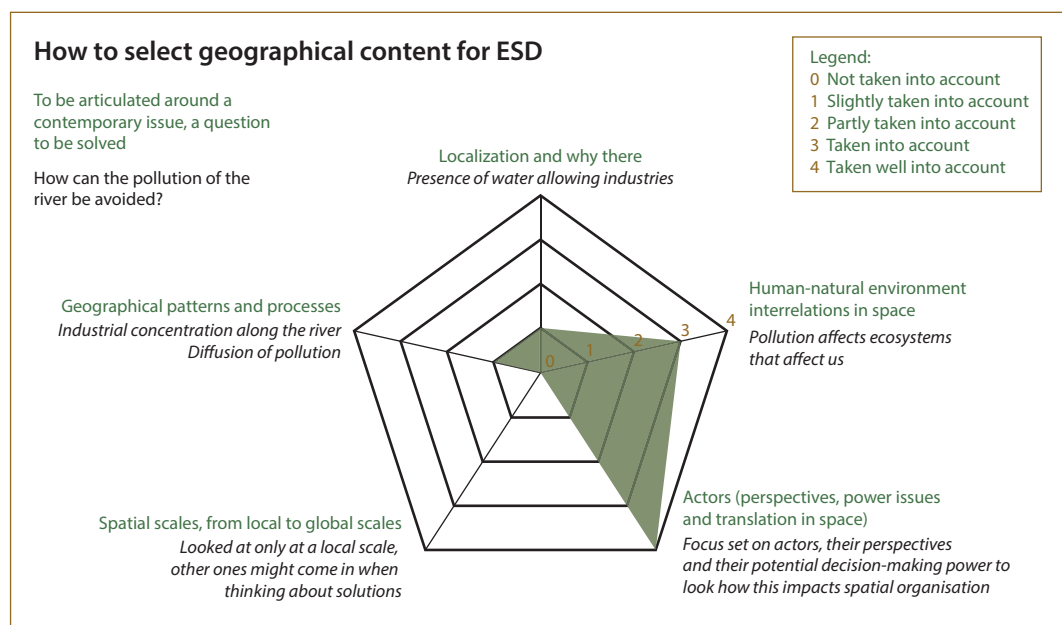 How to select geographical content for ESD
To be articulated around a
contemporary issue, a question
to be solved
How can the pollution of the
river be avoided?
Legend:
0 Not taken into account
1 Slightly taken into account
2 Partly taken into account
3 Taken into account
4 Taken well into account
Localization and why there
Presence of water allowing industries
Geographical patterns and processes
Industrial concentration along the river
Diffusion of pollution
Human-natural environment
interrelations in space
Pollution affects ecosystems
that affect us
0
1
2
3
4
Spatial scales, from local to global scales
Looked at only at a local scale,
other ones might come in when
thinking about solutions
Actors (perspectives, power issues
and translation in space)
Focus set on actors, their perspectives
and their potential decision-making power to
look how this impacts spatial organisation